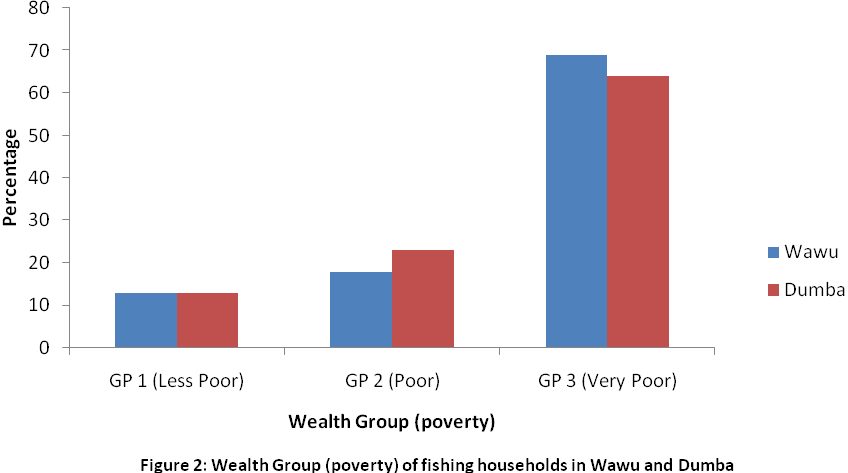 80
70
60
50
40
30
20
10
0
Percentage
GP 1 (Less Poor)
GP 2 (Poor)
GP 3 (Very Poor)
Wealth Group (poverty)
Wawu
Dumba
Figure 2: Wealth Group (poverty) of fishing households in Wawu and Dumba